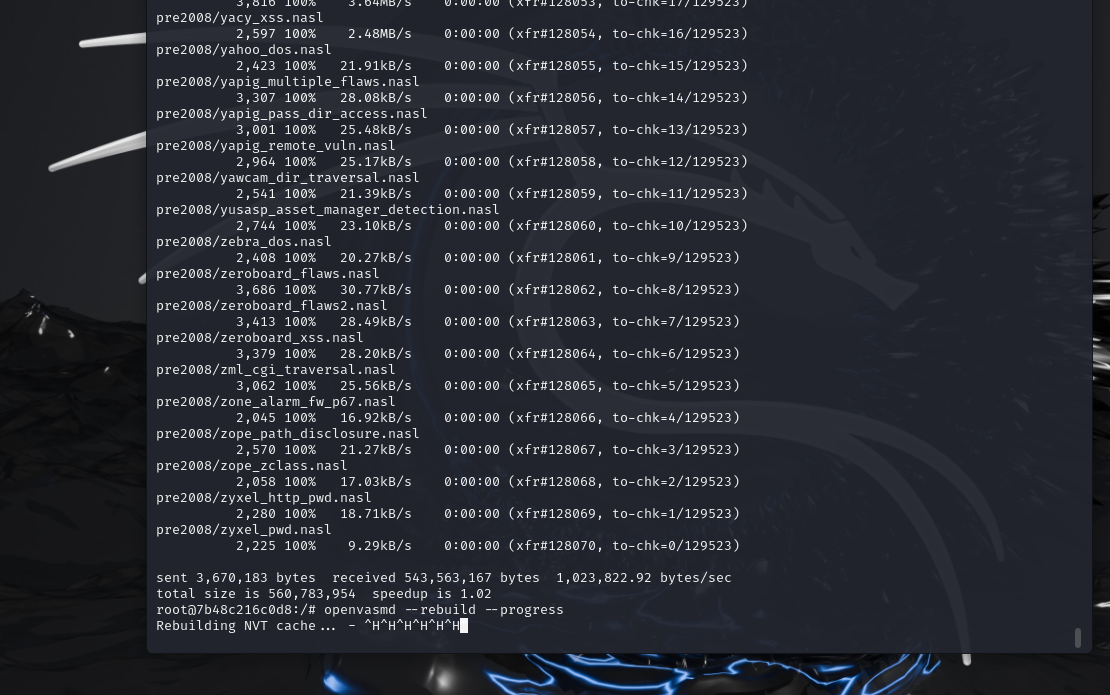 3,816 100%    3.64MB/s    0:00:00 (xfr#128053, to-chk=17/129523)
pre2008/yacy_xss.nasl
2,597 100%    2.48MB/s    0:00:00 (xfr#128054, to-chk=16/129523)
pre2008/yahoo_dos.nasl
2,423 100%   21.91kB/s    0:00:00 (xfr#128055, to-chk=15/129523)
pre2008/yapig_multiple_flaws.nasl
3,307 100%   28.08kB/s    0:00:00 (xfr#128056, to-chk=14/129523)
pre2008/yapig_pass_dir_access.nasl
3,001 100%   25.48kB/s    0:00:00 (xfr#128057, to-chk=13/129523)
pre2008/yapig_remote_vuln.nasl
2,964 100%   25.17kB/s    0:00:00 (xfr#128058, to-chk=12/129523)
pre2008/yawcam_dir_traversal.nasl
2,541 100%   21.39kB/s    0:00:00 (xfr#128059, to-chk=11/129523)
pre2008/yusasp_asset_manager_detection.nasl
2,744 100%   23.10kB/s    0:00:00 (xfr#128060, to-chk=10/129523)
pre2008/zebra_dos.nasl
2,408 100%   20.27kB/s    0:00:00 (xfr#128061, to-chk=9/129523)
pre2008/zeroboard_flaws.nasl
3,686 100%   30.77kB/s    0:00:00 (xfr#128062, to-chk=8/129523)
pre2008/zeroboard_flaws2.nasl
3,413 100%   28.49kB/s    0:00:00 (xfr#128063, to-chk=7/129523)
pre2008/zeroboard_xss.nasl
3,379 100%   28.20kB/s    0:00:00 (xfr#128064, to-chk=6/129523)
pre2008/zml_cgi_traversal.nasl
3,062 100%   25.56kB/s    0:00:00 (xfr#128065, to-chk=5/129523)
pre2008/zone_alarm_fw_p67.nasl
2,045 100%   16.92kB/s    0:00:00 (xfr#128066, to-chk=4/129523)
pre2008/zope_path_disclosure.nasl
2,570 100%   21.27kB/s    0:00:00 (xfr#128067, to-chk=3/129523)
pre2008/zope_zclass.nasl
2,058 100%   17.03kB/s    0:00:00 (xfr#128068, to-chk=2/129523)
pre2008/zyxel_http_pwd.nasl
2,280 100%   18.71kB/s    0:00:00 (xfr#128069, to-chk=1/129523)
pre2008/zyxel_pwd.nasl
2,225 100%    9.29kB/s    0:00:00 (xfr#128070, to-chk=0/129523)
sent 3,670,183 bytes  received 543,563,167 bytes  1,023,822.92 bytes/sec
total size is 560,783,954  speedup is 1.02
root@7b48c216c0d8:/# openvasmd --rebuild --progress
Rebuilding NVT cache... - ^H^H^H^H^H^H